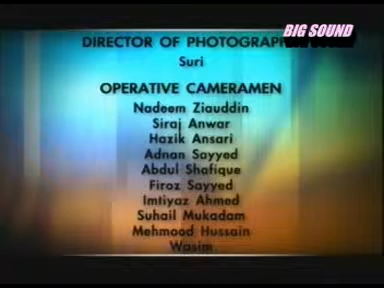 BIG SOUND
DIRECTOR OF PHOTOGRAP
Suri
OPERATIVE CAMERAMEN
Nadeem Ziauddin
Siraj Anwar
Hazik Ansari
Adnan Sayyed
Abdul Shafique
Firoz Sayyed
Imtiyaz Ahmed
Suhail Mukadam
Mehmood Hussain
Wasim